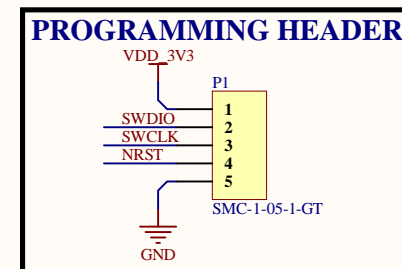 PROGRAMMING HEADER
VDD_3V3
P1
1
SWDIO 2
SWCLK 3
NRST 4
5
SMC-1-05-1-GT
GND